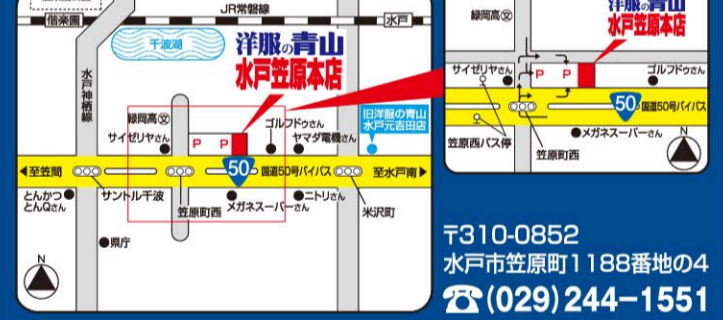 JR常磐線
偕楽園
水戸
千波湖
洋服の青山
水戸笠原本店
水戸神栖線
緑岡高文
サイゼリヤさん
P P
ゴルフドゥさん
ヤマダ電機さん
旧洋服の青山
水戸元吉田店
至笠間
50
国道50号バイパス
至水戸南
とんかつ
とんQさん
サントル千波
笠原町西
メガネスーパーさん
ニトリさん
米沢町
県庁
N
緑岡高文
洋服の青山
水戸笠原本店
サイゼリヤさん
P P
ゴルフドゥさん
50
国道50号バイパス
笠原西バス停
笠原町西
メガネスーパーさん
N
〒310-0852
水戸市笠原町1188番地の4
☎(029)244-1551